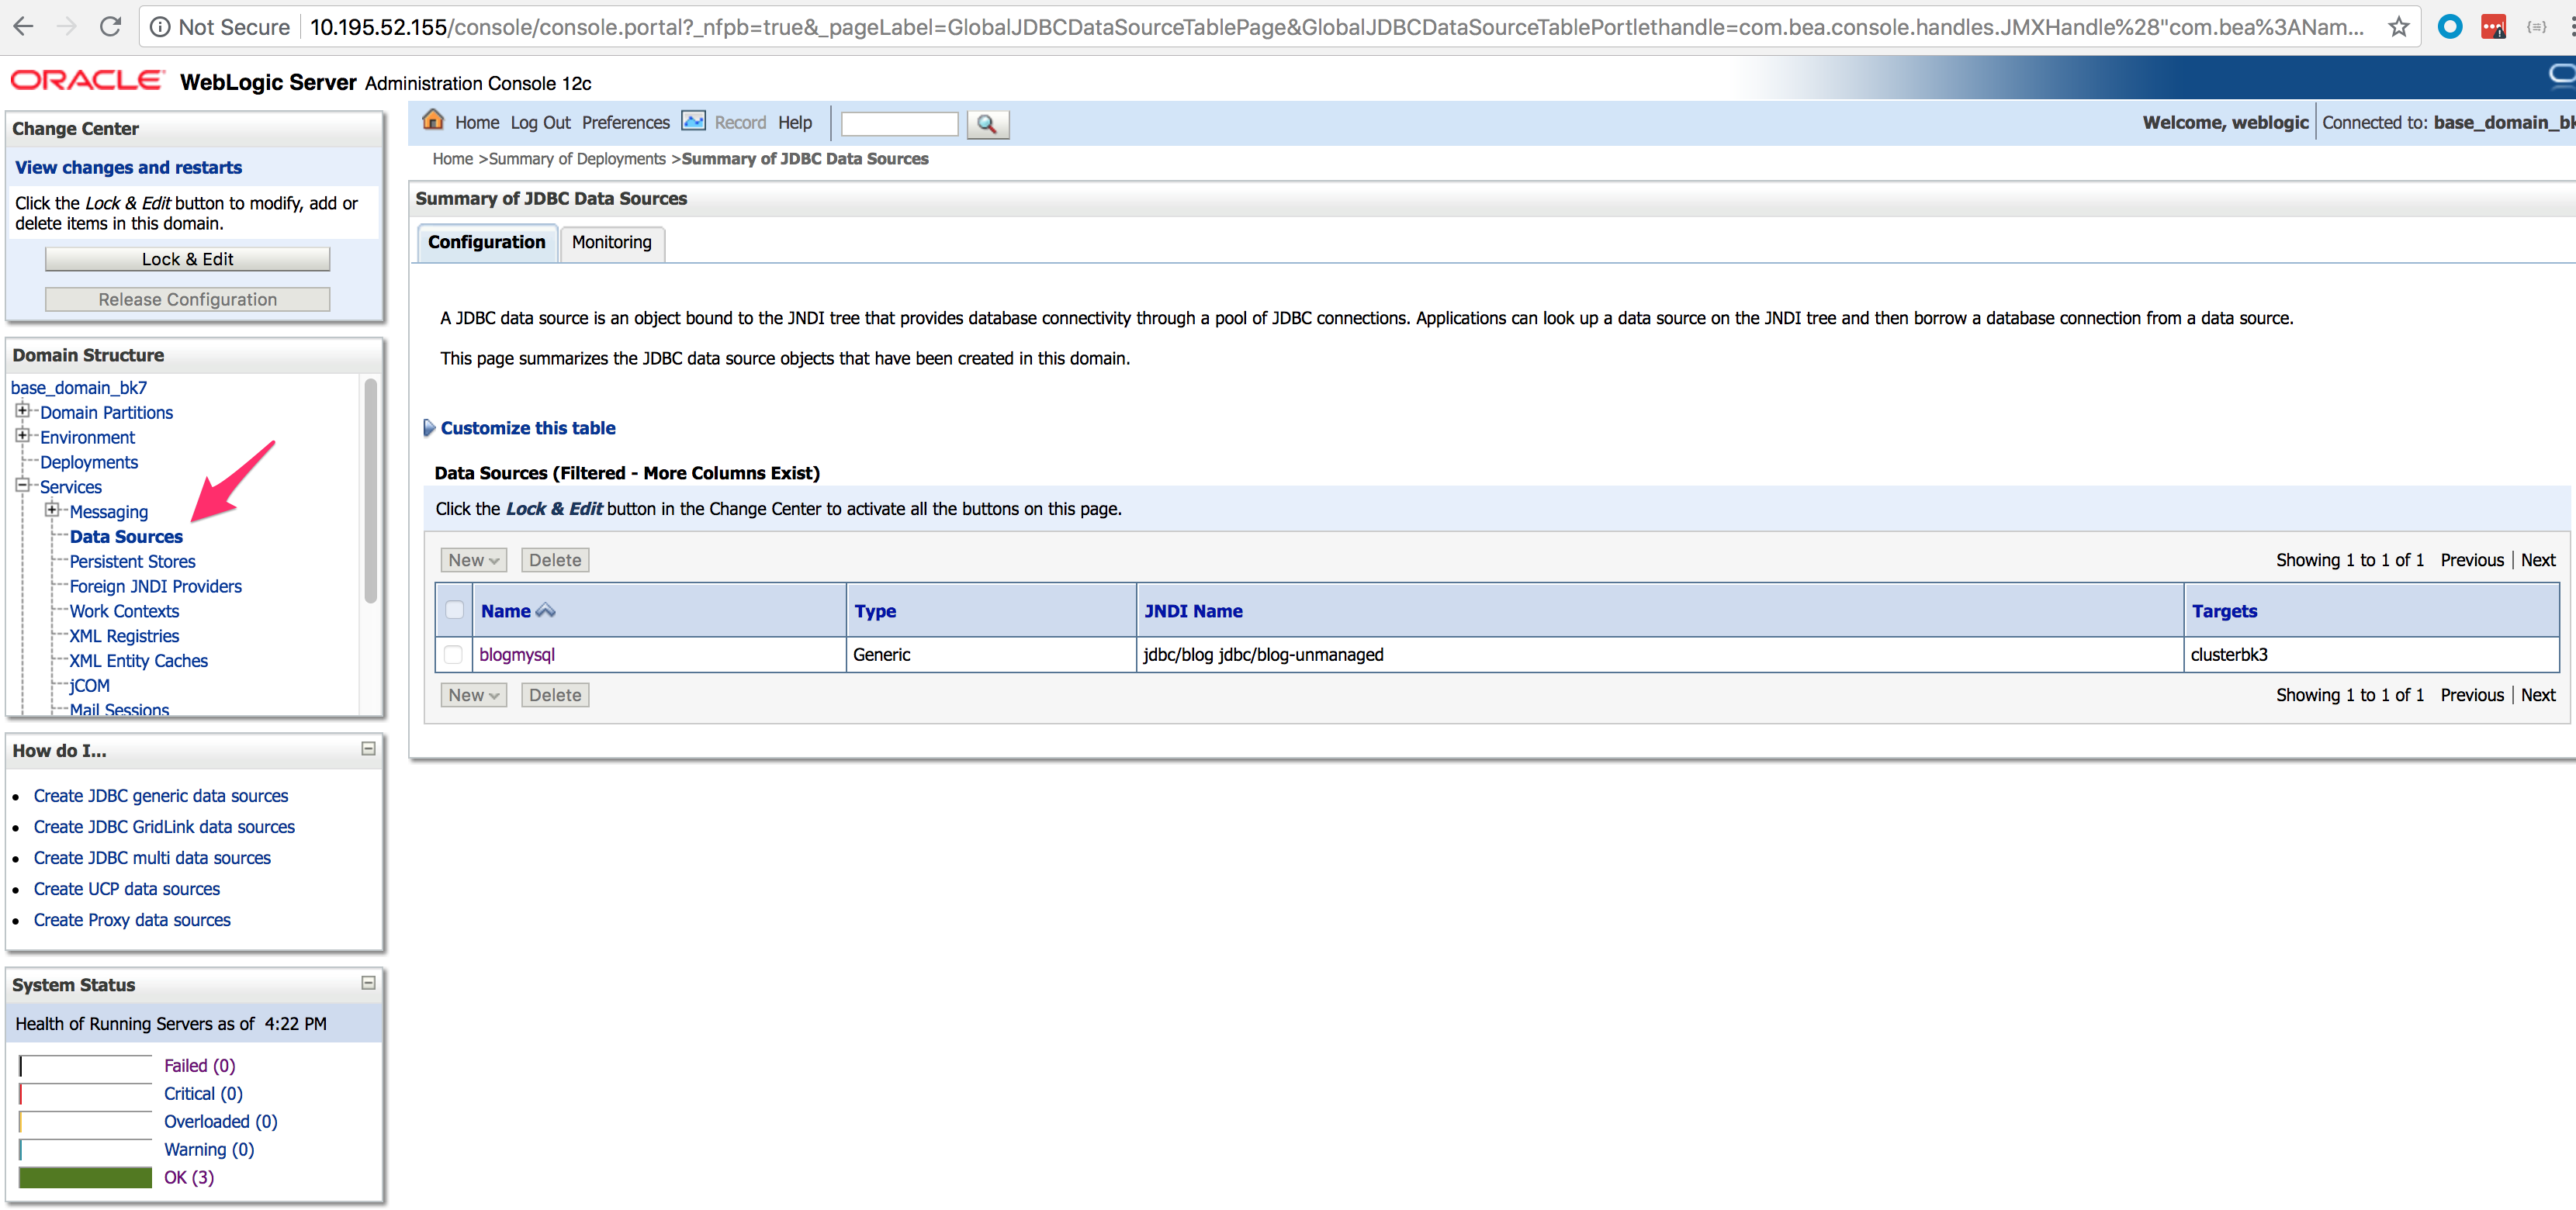 Not Secure | 10.195.52.155/console/console.portal?_nfpb=true&_pageLabel=GlobalJDBCDataSourceTablePage&GlobalJDBCDataSourceTablePortlethandle=com.bea.console.handles.JMXHandle%28"com.bea%3ANam...
ORACLE WebLogic Server Administration Console 12c
Change Center
View changes and restarts
Click the Lock & Edit button to modify, add or
delete items in this domain.
Lock & Edit
Release Configuration
Domain Structure
base_domain_bk7
Domain Partitions
Environment
Deployments
Services
Messaging
Data Sources
Persistent Stores
Foreign JNDI Providers
Work Contexts
XML Registries
XML Entity Caches
jCOM
Mail Sessions
How do I...
Create JDBC generic data sources
Create JDBC GridLink data sources
Create JDBC multi data sources
Create UCP data sources
Create Proxy data sources
System Status
Health of Running Servers as of 4:22 PM
Failed (0)
Critical (0)
Overloaded (0)
Warning (0)
OK (3)
Home Log Out Preferences Record Help
Welcome, weblogic Connected to: base_domain_bk
Home >Summary of Deployments >Summary of JDBC Data Sources
Summary of JDBC Data Sources
Configuration Monitoring
A JDBC data source is an object bound to the JNDI tree that provides database connectivity through a pool of JDBC connections. Applications can look up a data source on the JNDI tree and then borrow a database connection from a data source.
This page summarizes the JDBC data source objects that have been created in this domain.
Customize this table
Data Sources (Filtered - More Columns Exist)
Click the Lock & Edit button in the Change Center to activate all the buttons on this page.
New Delete Showing 1 to 1 of 1 Previous | Next
Name Type JNDI Name Targets
blogmysql Generic jdbc/blog jdbc/blog-unmanaged clusterbk3
New Delete Showing 1 to 1 of 1 Previous | Next